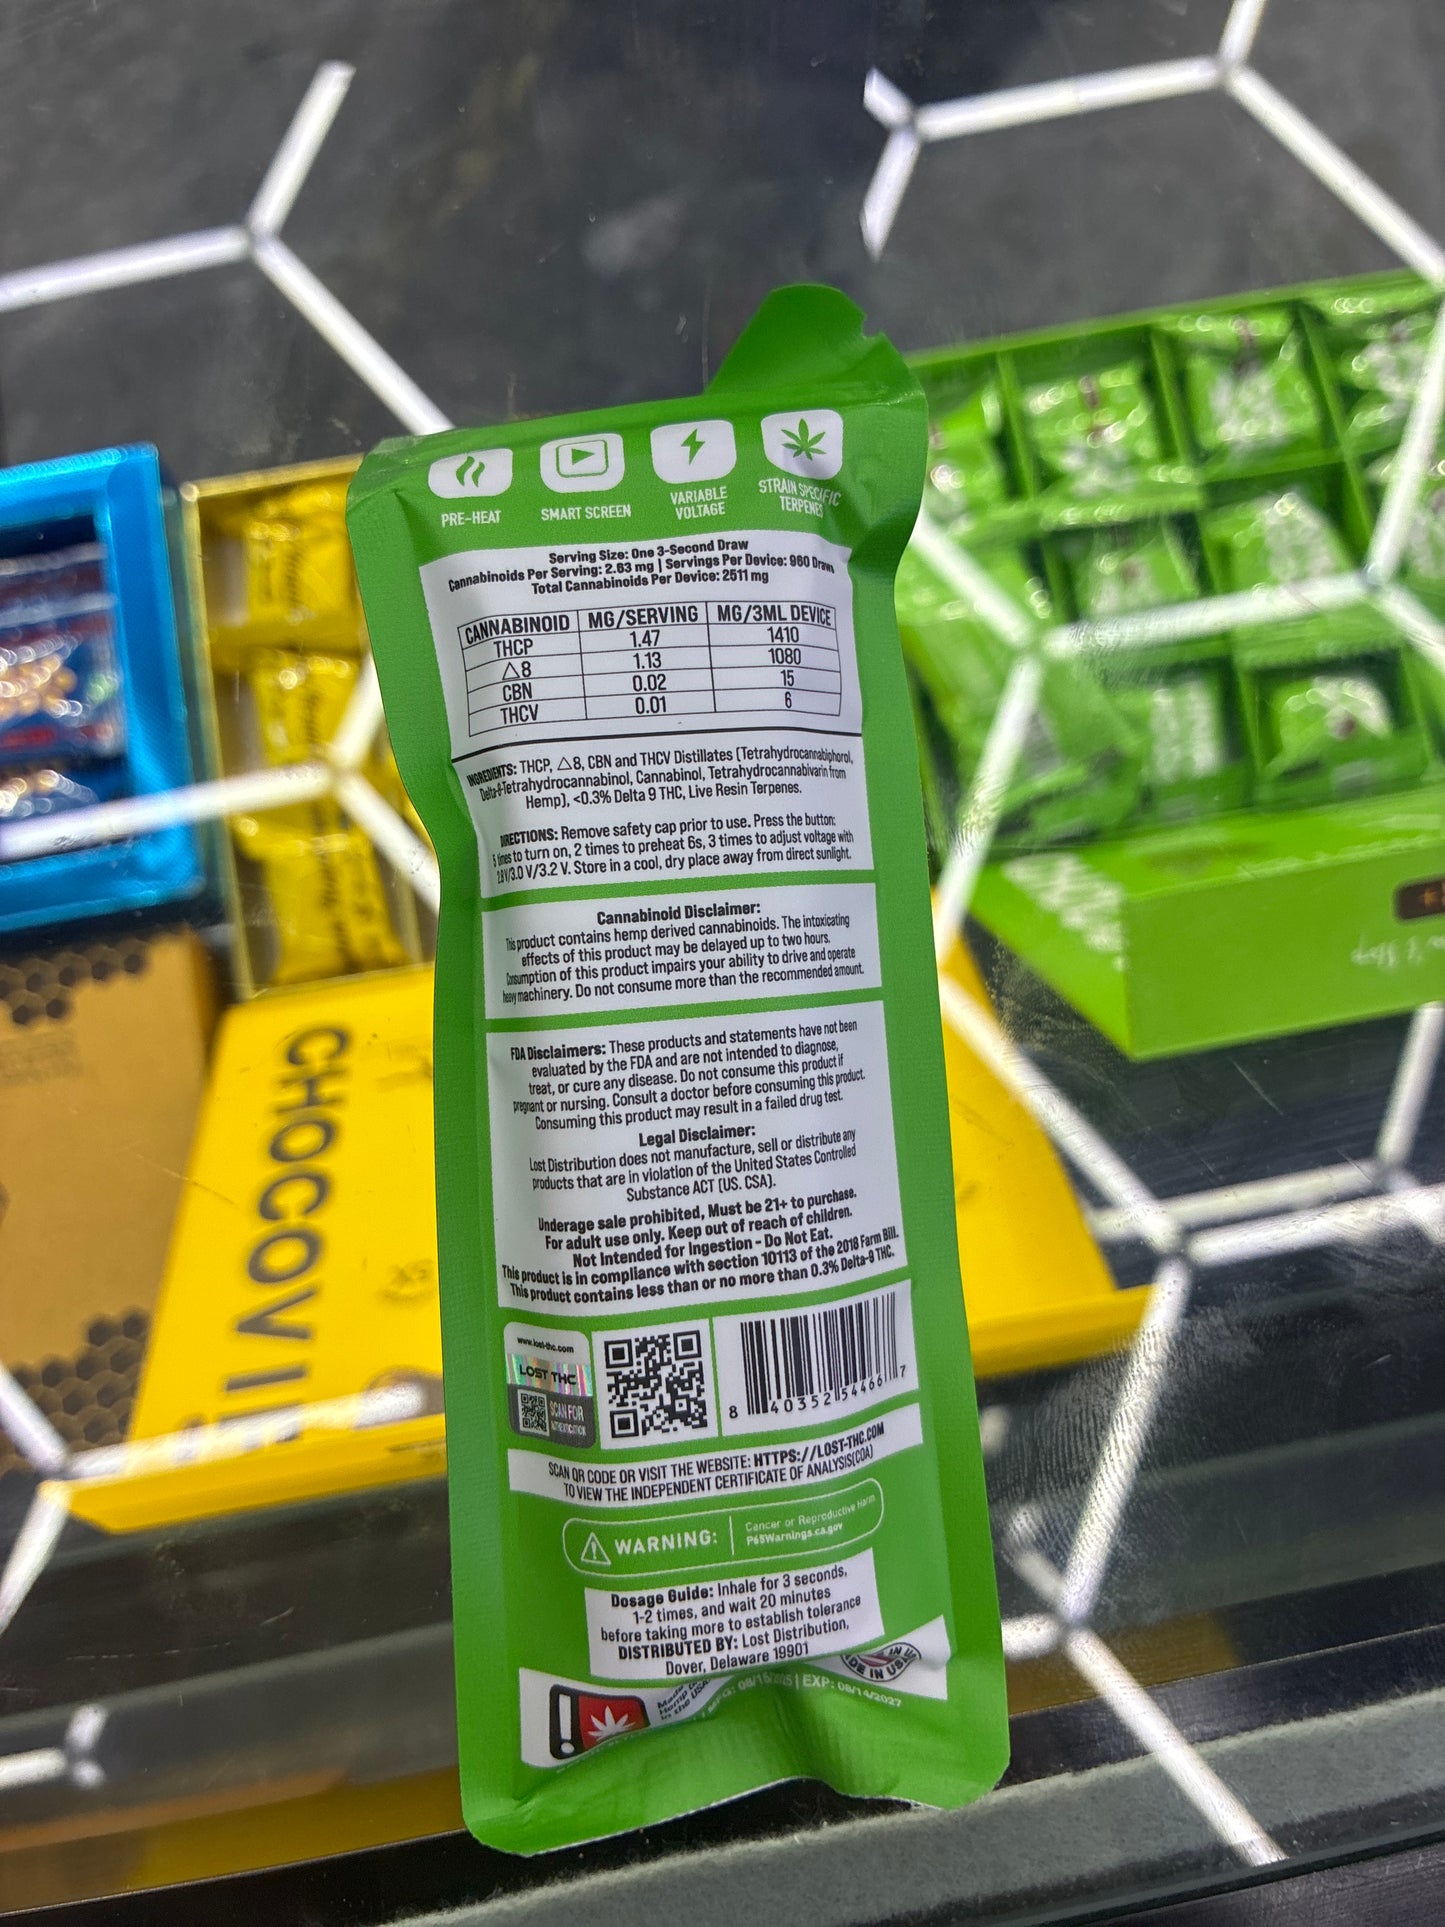 PRE-HEAT
SMART SCREEN
VARIABLE
VOLTAGE
STRAIN SPECIFIC
TERPENES
Serving Size: One 3-Second Draw
Cannabinoids Per Serving: 2.63 mg | Servings Per Device: 960 Draws
Total Cannabinoids Per Device: 2511 mg
CANNABINOID MG/SERVING MG/3ML DEVICE
THCP 1.47 1410
△8 1.13 1080
CBN 0.02 15
THCV 0.01 6
INGREDIENTS: THCP, △8, CBN and THCV Distillates (Tetrahydrocannabiphorol,
Delta-8-Tetrahydrocannabinol, Cannabinol, Tetrahydrocannabivarin from
Hemp), <0.3% Delta 9 THC, Live Resin Terpenes.
DIRECTIONS: Remove safety cap prior to use. Press the button:
5 times to turn on, 2 times to preheat 6s, 3 times to adjust voltage with
2.8V/3.0 V/3.2 V. Store in a cool, dry place away from direct sunlight.
Cannabinoid Disclaimer:
This product contains hemp derived cannabinoids. The intoxicating
effects of this product may be delayed up to two hours.
Consumption of this product impairs your ability to drive and operate
heavy machinery. Do not consume more than the recommended amount.
FDA Disclaimers: These products and statements have not been
evaluated by the FDA and are not intended to diagnose,
treat, or cure any disease. Do not consume this product if
pregnant or nursing. Consult a doctor before consuming this product.
Consuming this product may result in a failed drug test.
Legal Disclaimer:
Lost Distribution does not manufacture, sell or distribute any
products that are in violation of the United States Controlled
Substance ACT (US. CSA).
Underage sale prohibited, Must be 21+ to purchase.
For adult use only. Keep out of reach of children.
Not Intended for Ingestion - Do Not Eat.
This product is in compliance with section 10113 of the 2018 Farm Bill.
This product contains less than or no more than 0.3% Delta-9 THC.
www.lost-thc.com
LOST THC
SCAN FOR
AUTHENTICATION
8 40352 54466 7
SCAN QR CODE OR VISIT THE WEBSITE: HTTPS://LOST-THC.COM
TO VIEW THE INDEPENDENT CERTIFICATE OF ANALYSIS(COA)
WARNING:
Cancer or Reproductive Harm
P65Warnings.ca.gov
Dosage Guide: Inhale for 3 seconds,
1-2 times, and wait 20 minutes
before taking more to establish tolerance
DISTRIBUTED BY: Lost Distribution,
Dover, Delaware 19901
in the USA
MFG: 08/15/2025 | EXP: 08/14/2027
CHOCOVI